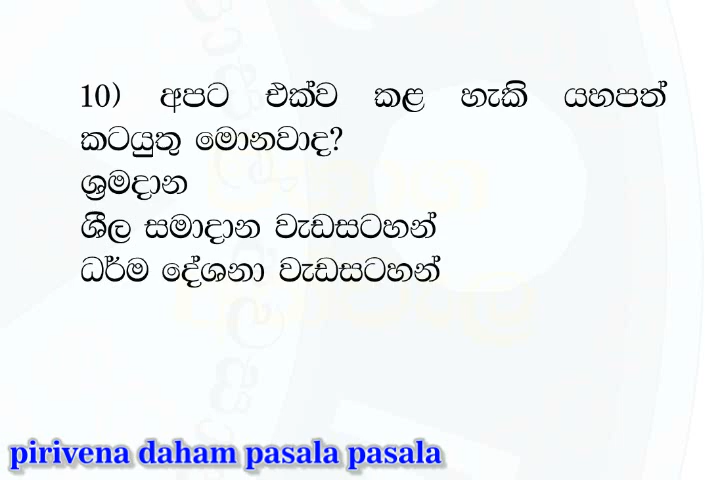 10) අපට එක්ව කළ හැකි යහපත්
කටයුතු මොනවාද?
ශ්‍රමදාන
ශීල සමාදාන වැඩසටහන්
ධර්ම දේශනා වැඩසටහන්
pirivena daham pasala pasala